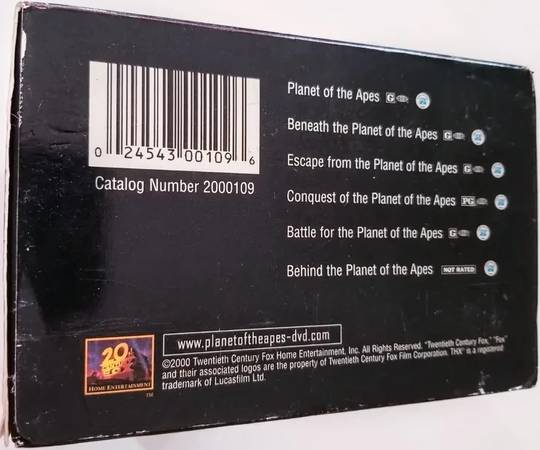 0 24543 00109 6
Catalog Number 2000109
Planet of the Apes G
Beneath the Planet of the Apes G
Escape from the Planet of the Apes G
Conquest of the Planet of the Apes PG
Battle for the Planet of the Apes G
Behind the Planet of the Apes NOT RATED
20
HOME ENTERTAINMENT
TM
www.planetoftheapes-dvd.com
©2000 Twentieth Century Fox Home Entertainment, Inc. All Rights Reserved. "Twentieth Century Fox," "Fox"
and their associated logos are the property of Twentieth Century Fox Film Corporation. THX® is a registered
trademark of Lucasfilm Ltd.